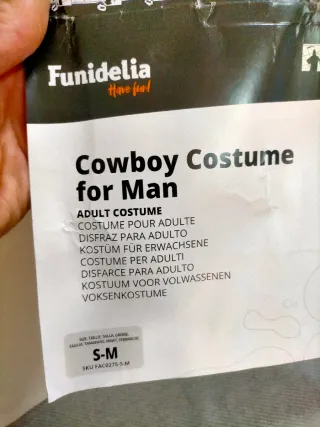 Funidelia
Have fun!
Cowboy Costume
for Man
ADULT COSTUME
COSTUME POUR ADULTE
DISFRAZ PARA ADULTO
KOSTÜM FÜR ERWACHSENE
COSTUME PER ADULTI
DISFARCE PARA ADULTO
KOSTUUM VOOR VOLWASSENEN
VOKSENKOSTUME
S-M